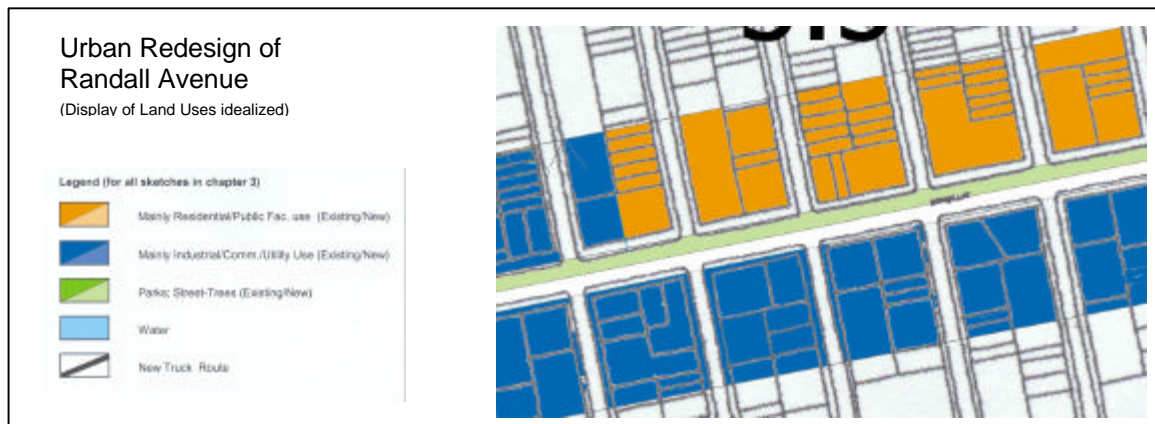 Urban Redesign of
Randall Avenue
(Display of Land Uses idealized)
Legend (for all sketches in chapter 3)
Mainly Residential/Public Fac. use (Existing/New)
Mainly Industrial/Comm./Utility Use (Existing/New)
Parks; Street-Trees (Existing/New)
Water
New Truck Route